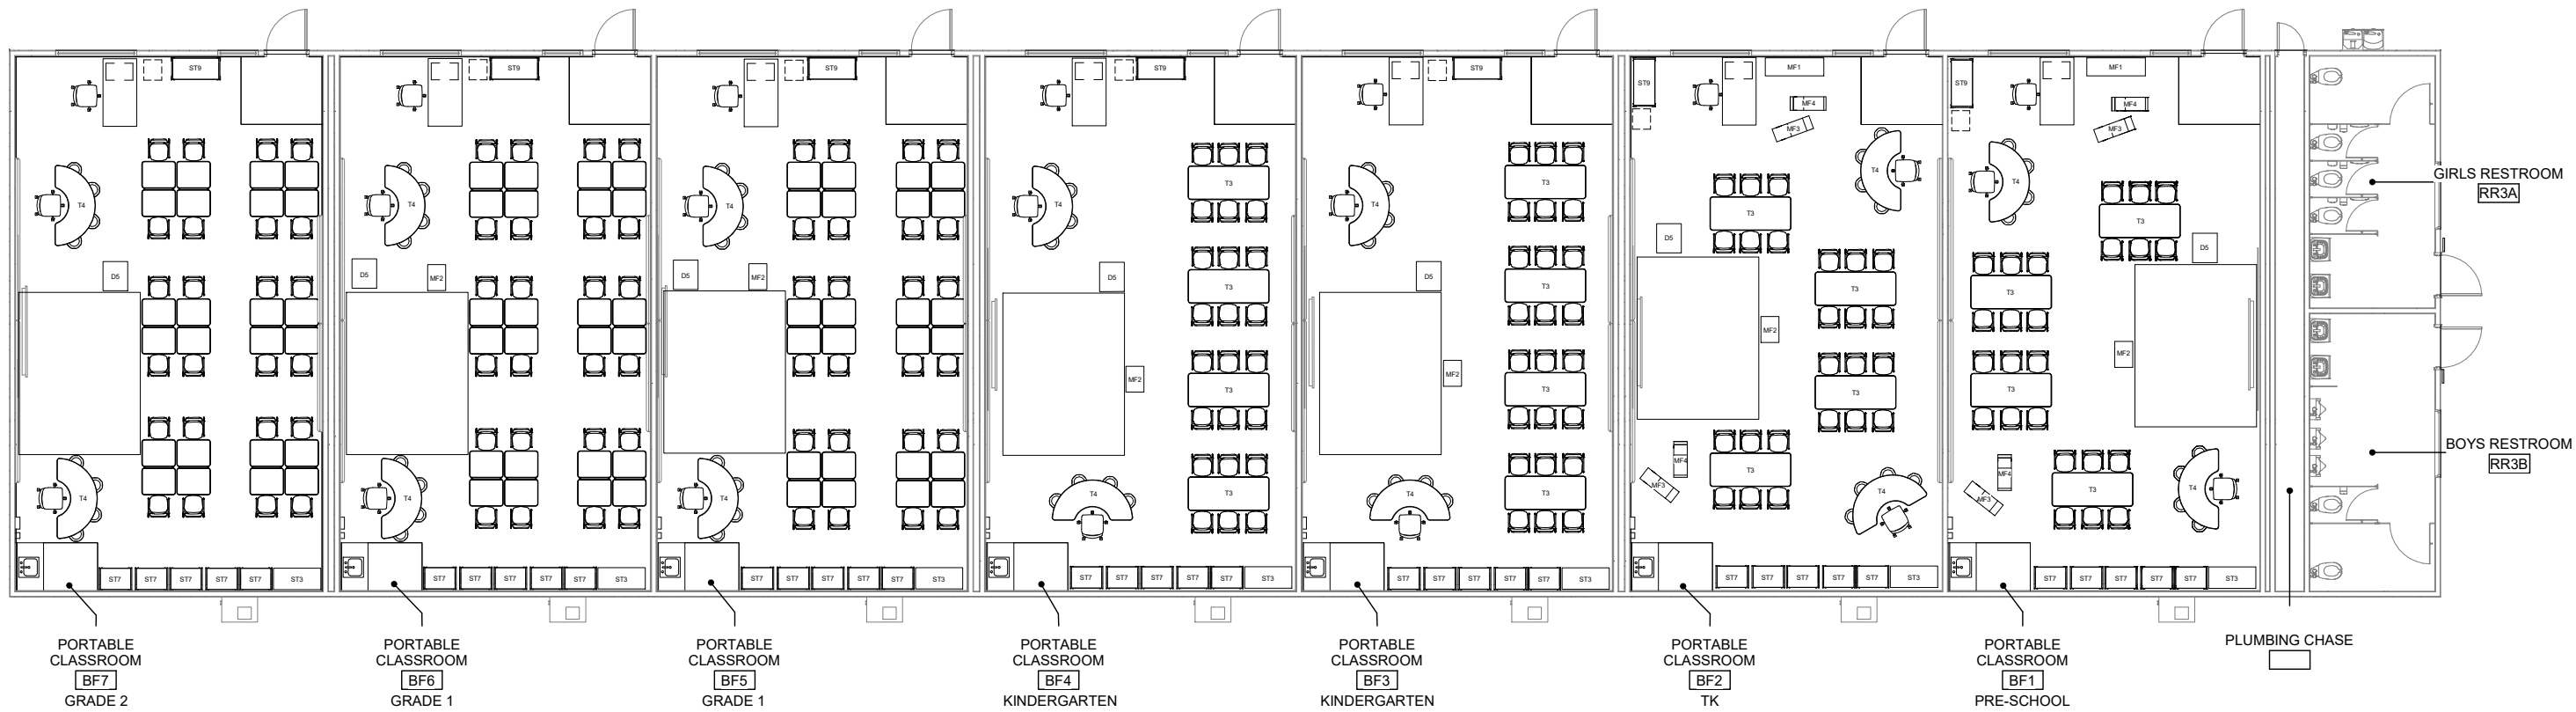 ST9
ST9
ST9
ST9
ST9
ST9
MF1
ST9
MF1
MF4
MF4
MF3
MF3
T4
T4
T4
T4
T3
T4
T3
T3
T4
T4
T3
GIRLS RESTROOM
RR3A
D5
D5
MF2
D5
MF2
D5
T3
D5
T3
D5
T3
T3
D5
MF2
MF2
MF2
T3
MF2
T3
T3
T3
BOYS RESTROOM
RR3B
T4
T4
T4
T4
T3
T4
T3
MF4
MF3
T3
T4
MF4
MF3
T3
T4
ST7 ST7 ST7 ST7 ST7 ST3
ST7 ST7 ST7 ST7 ST7 ST3
ST7 ST7 ST7 ST7 ST7 ST3
ST7 ST7 ST7 ST7 ST7 ST3
ST7 ST7 ST7 ST7 ST7 ST3
ST7 ST7 ST7 ST7 ST7 ST3
ST7 ST7 ST7 ST7 ST7 ST3
PORTABLE
CLASSROOM
BF7
GRADE 2
PORTABLE
CLASSROOM
BF6
GRADE 1
PORTABLE
CLASSROOM
BF5
GRADE 1
PORTABLE
CLASSROOM
BF4
KINDERGARTEN
PORTABLE
CLASSROOM
BF3
KINDERGARTEN
PORTABLE
CLASSROOM
BF2
TK
PORTABLE
CLASSROOM
BF1
PRE-SCHOOL
PLUMBING CHASE